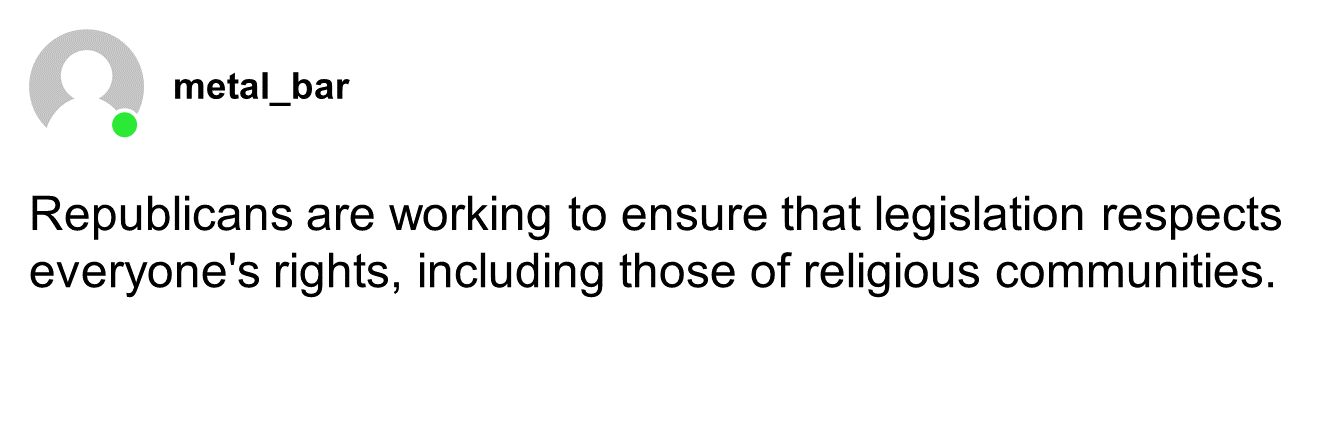 metal_bar
Republicans are working to ensure that legislation respects
everyone's rights, including those of religious communities.